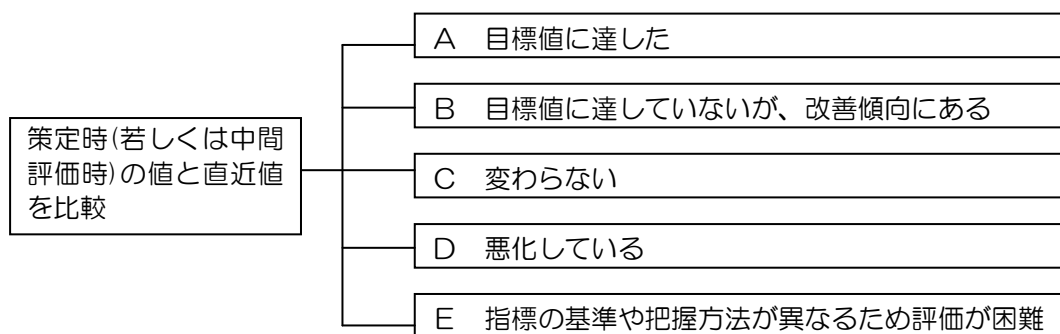 策定時(若しくは中間
評価時)の値と直近値
を比較
A 目標値に達した
B 目標値に達していないが、改善傾向にある
C 変わらない
D 悪化している
E 指標の基準や把握方法が異なるため評価が困難